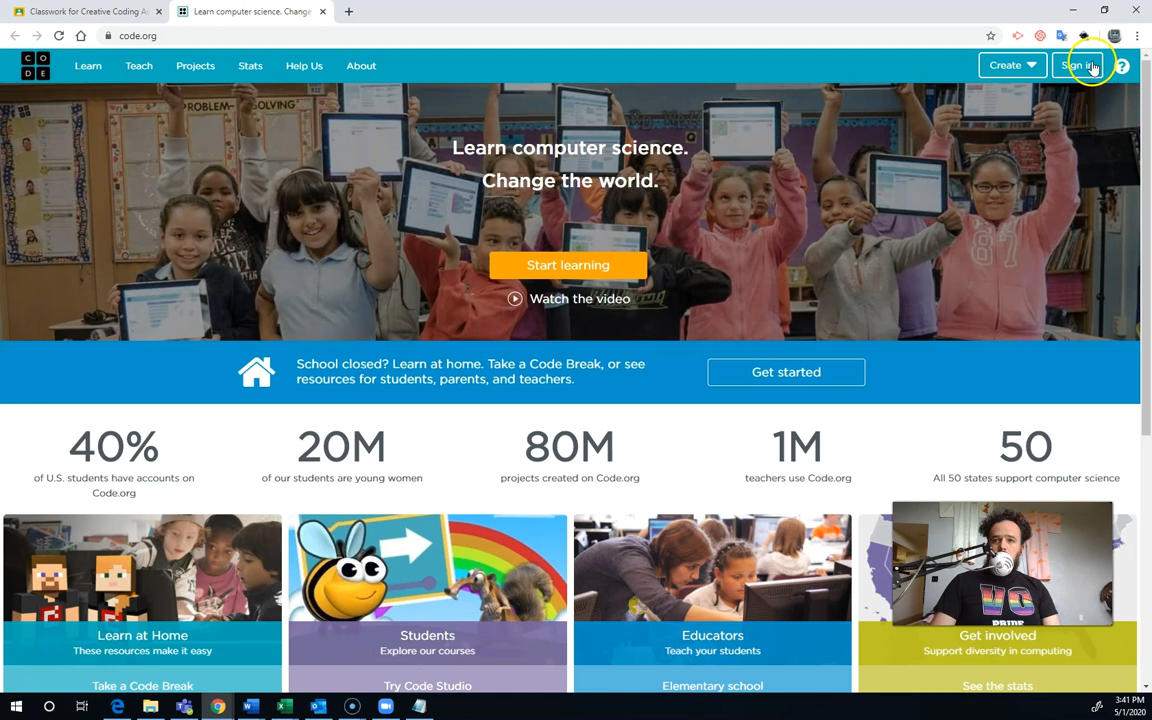 Classwork for Creative Coding A
Learn computer science. Change
code.org
C O
D E
Learn
Teach
Projects
Stats
Help Us
About
Create
Sign in
?
PROBLEM-SOLVING
Learn computer science.
Change the world.
Start learning
Watch the video
School closed? Learn at home. Take a Code Break, or see
resources for students, parents, and teachers.
Get started
40%
of U.S. students have accounts on
Code.org
20M
of our students are young women
80M
projects created on Code.org
1M
teachers use Code.org
50
All 50 states support computer science
Learn at Home
These resources make it easy
Take a Code Break
Students
Explore our courses
Try Code Studio
Educators
Teach your students
Elementary school
PRIDE
Get involved
Support diversity in computing
See the stats
3:41 PM
5/1/2020